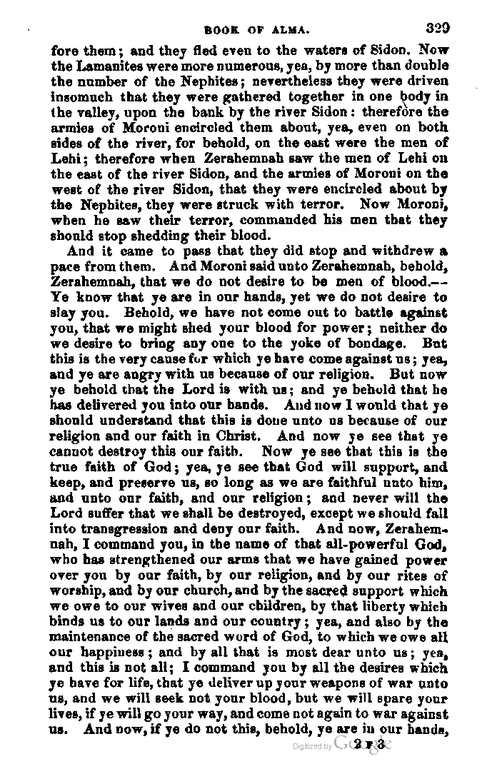 BOOK OF ALMA. 329
fore them; and they fled even to the waters of Sidon. Now
the Lamanites were more numerous, yea, by more than double
the number of the Nephites; nevertheless they were driven
insomuch that they were gathered together in one body in
the valley, upon the bank by the river Sidon: therefore the
armies of Moroni encircled them about, yea, even on both
sides of the river, for behold, on the east were the men of
Lehi; therefore when Zerahemnah saw the men of Lehi on
the east of the river Sidon, and the armies of Moroni on the
west of the river Sidon, that they were encircled about by
the Nephites, they were struck with terror. Now Moroni,
when he saw their terror, commanded his men that they
should stop shedding their blood.
And it came to pass that they did stop and withdrew a
pace from them. And Moroni said unto Zerahemnah, behold,
Zerahemnah, that we do not desire to be men of blood.--
Ye know that ye are in our hands, yet we do not desire to
slay you. Behold, we have not come out to battle against
you, that we might shed your blood for power; neither do
we desire to bring any one to the yoke of bondage. But
this is the very cause for which ye have come against us; yea,
and ye are angry with us because of our religion. But now
ye behold that the Lord is with us; and ye behold that he
has delivered you into our hands. And now I would that ye
should understand that this is done unto us because of our
religion and our faith in Christ. And now ye see that ye
cannot destroy this our faith. Now ye see that this is the
true faith of God; yea, ye see that God will support, and
keep, and preserve us, so long as we are faithful unto him,
and unto our faith, and our religion; and never will the
Lord suffer that we shall be destroyed, except we should fall
into transgression and deny our faith. And now, Zerahem-
nah, I command you, in the name of that all-powerful God,
who has strengthened our arms that we have gained power
over you by our faith, by our religion, and by our rites of
worship, and by our church, and by the sacred support which
we owe to our wives and our children, by that liberty which
binds us to our lands and our country; yea, and also by the
maintenance of the sacred word of God, to which we owe all
our happiness; and by all that is most dear unto us; yea,
and this is not all; I command you by all the desires which
ye have for life, that ye deliver up your weapons of war unto
us, and we will seek not your blood, but we will spare your
lives, if ye will go your way, and come not again to war against
us. And now, if ye do not this, behold, ye are in our hands,
Digitized by Google 2 F 3